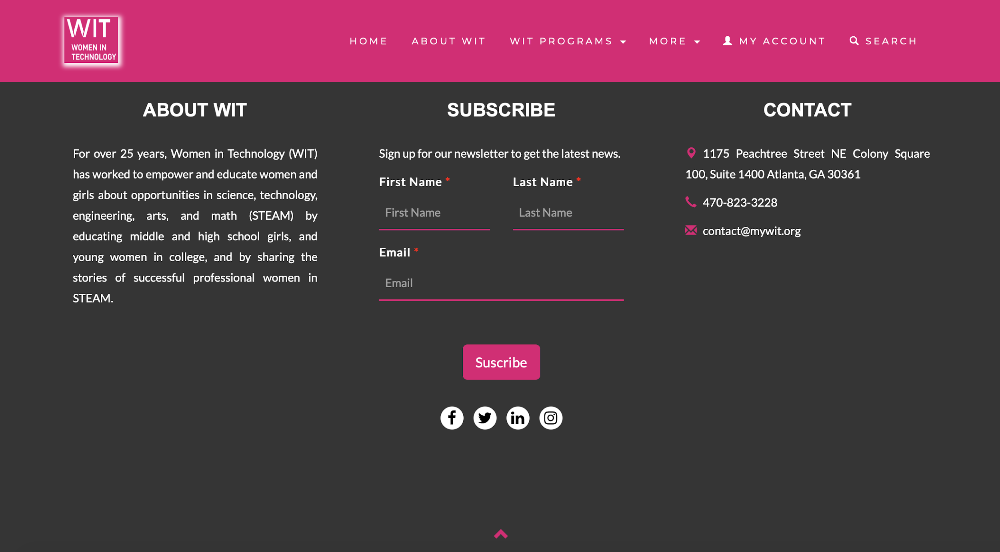 WIT
WOMEN IN
TECHNOLOGY
HOME
ABOUT WIT
WIT PROGRAMS
MORE
MY ACCOUNT
SEARCH
ABOUT WIT
For over 25 years, Women in Technology (WIT)
has worked to empower and educate women and
girls about opportunities in science, technology,
engineering, arts, and math (STEAM) by
educating middle and high school girls, and
young women in college, and by sharing the
stories of successful professional women in
STEAM.
SUBSCRIBE
Sign up for our newsletter to get the latest news.
First Name *
Last Name *
First Name
Last Name
Email *
Email
Suscribe
CONTACT
1175 Peachtree Street NE Colony Square
100, Suite 1400 Atlanta, GA 30361
470-823-3228
contact@mywit.org